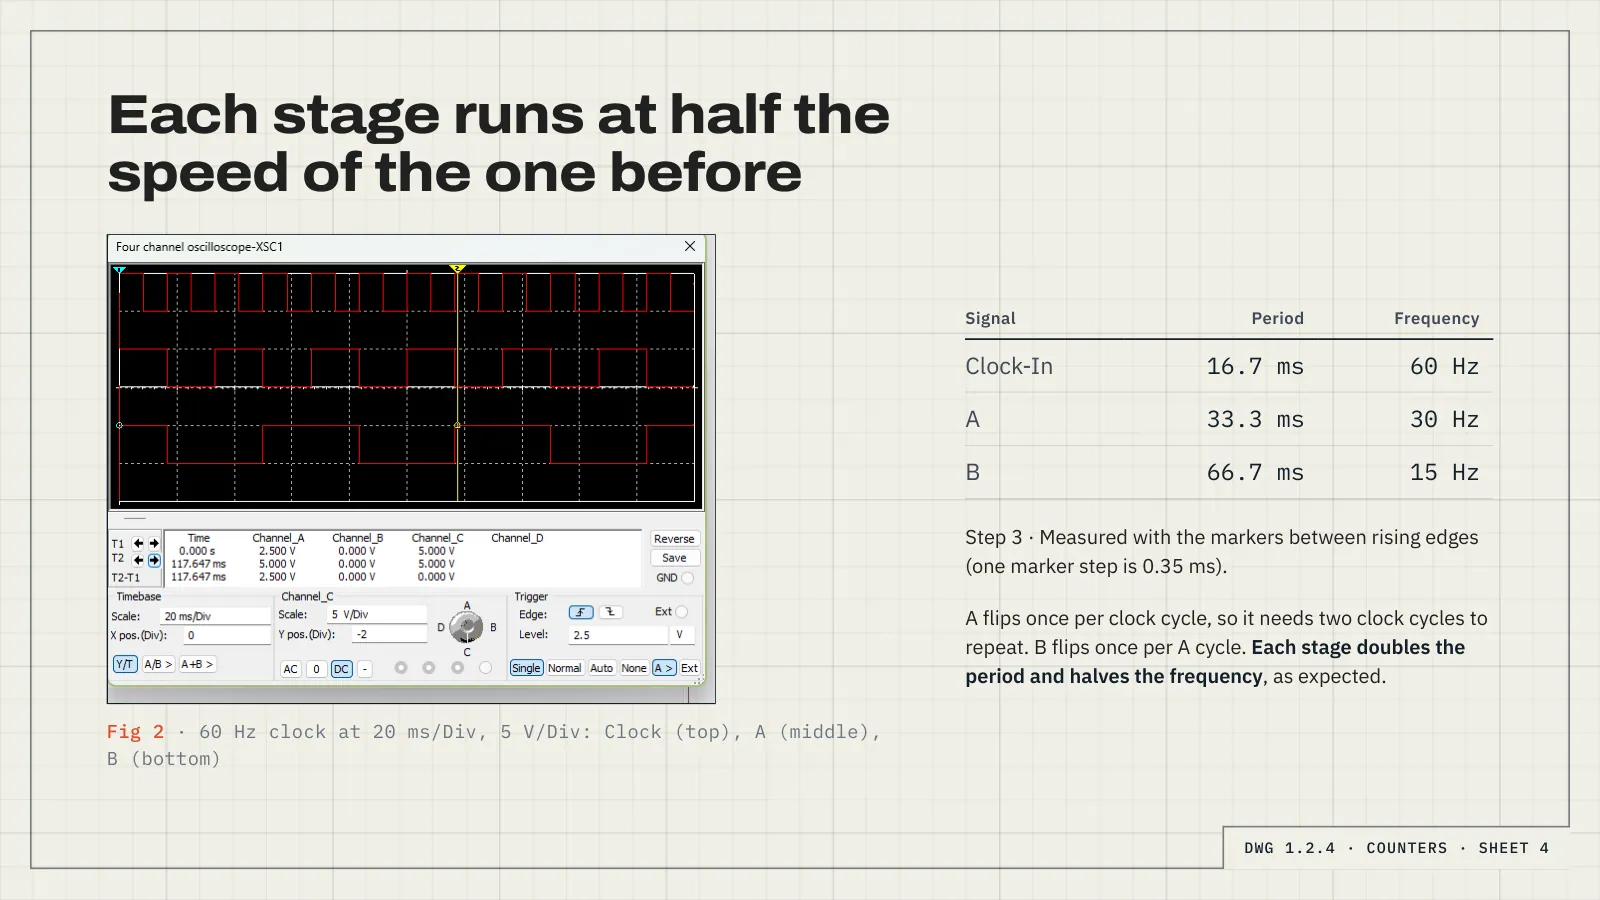 Each stage runs at half the
speed of the one before
Four channel oscilloscope-XSC1
1
2
T1
T2
T2-T1
Time Channel_A Channel_B Channel_C Channel_D
0.000 s 2.500 V 0.000 V 5.000 V
117.647 ms 5.000 V 0.000 V 5.000 V
117.647 ms 2.500 V 0.000 V 0.000 V
Reverse
Save
GND
Timebase
Scale: 20 ms/Div
X pos.(Div): 0
Y/T A/B > A+B >
Channel_C
Scale: 5 V/Div
Y pos.(Div): -2
AC 0 DC -
A
D B
C
Trigger
Edge: Ext
Level: 2.5 V
Single Normal Auto None A > Ext
Fig 2 · 60 Hz clock at 20 ms/Div, 5 V/Div: Clock (top), A (middle),
B (bottom)
Signal Period Frequency
Clock-In 16.7 ms 60 Hz
A 33.3 ms 30 Hz
B 66.7 ms 15 Hz
Step 3 · Measured with the markers between rising edges
(one marker step is 0.35 ms).
A flips once per clock cycle, so it needs two clock cycles to
repeat. B flips once per A cycle. Each stage doubles the
period and halves the frequency, as expected.
DWG 1.2.4 · COUNTERS · SHEET 4